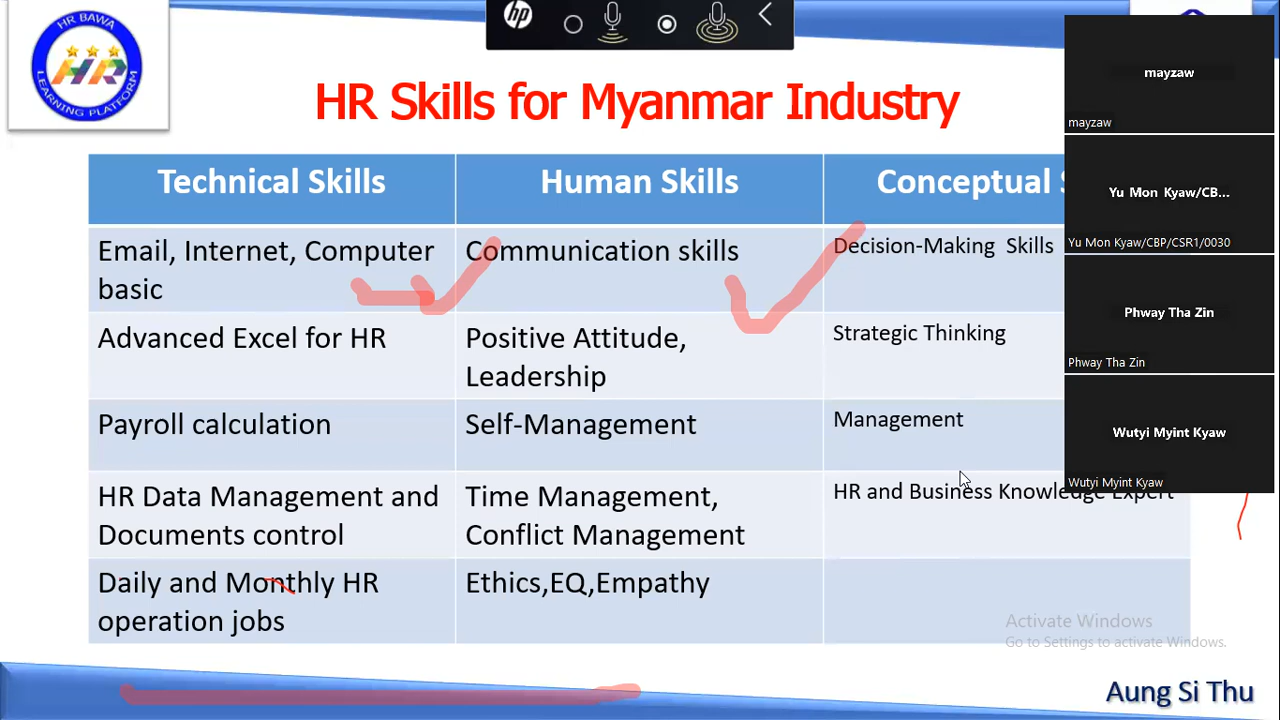 HR BAWA
HR
LEARNING PLATFORM
hp
HR Skills for Myanmar Industry
Technical Skills
Human Skills
Conceptual
Email, Internet, Computer
basic
Communication skills
Decision-Making Skills
Advanced Excel for HR
Positive Attitude,
Leadership
Strategic Thinking
Payroll calculation
Self-Management
Management
HR Data Management and
Documents control
Time Management,
Conflict Management
HR and Business Knowledge Expert
Daily and Monthly HR
operation jobs
Ethics,EQ,Empathy
mayzaw
mayzaw
Yu Mon Kyaw/CB...
Yu Mon Kyaw/CBP/CSR1/0030
Phway Tha Zin
Phway Tha Zin
Wutyi Myint Kyaw
Wutyi Myint Kyaw
Activate Windows
Go to Settings to activate Windows.
Aung Si Thu